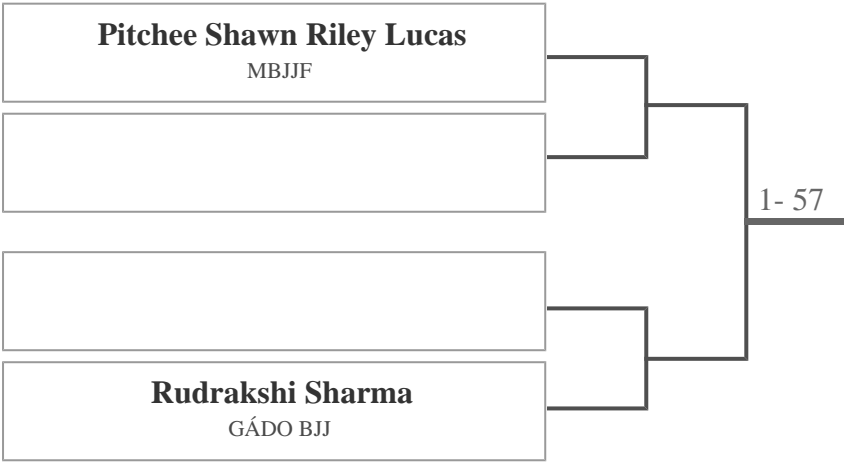 Pitchee Shawn Riley Lucas
MBJJF
1- 57
Rudrakshi Sharma
GÁDO BJJ